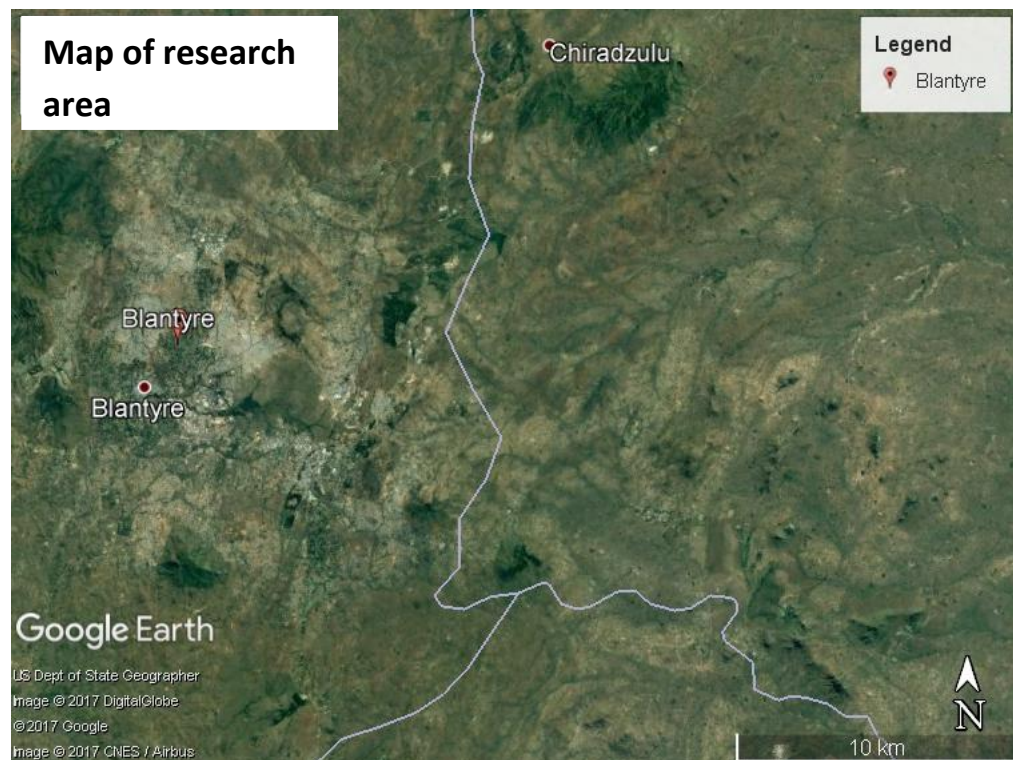 Map of research
area
Chiradzulu
Legend
Blantyre
Blantyre
Blantyre
Google Earth
US Dept of State Geographer
Image © 2017 DigitalGlobe
© 2017 Google
Image © 2017 CNES / Airbus
N
10 km